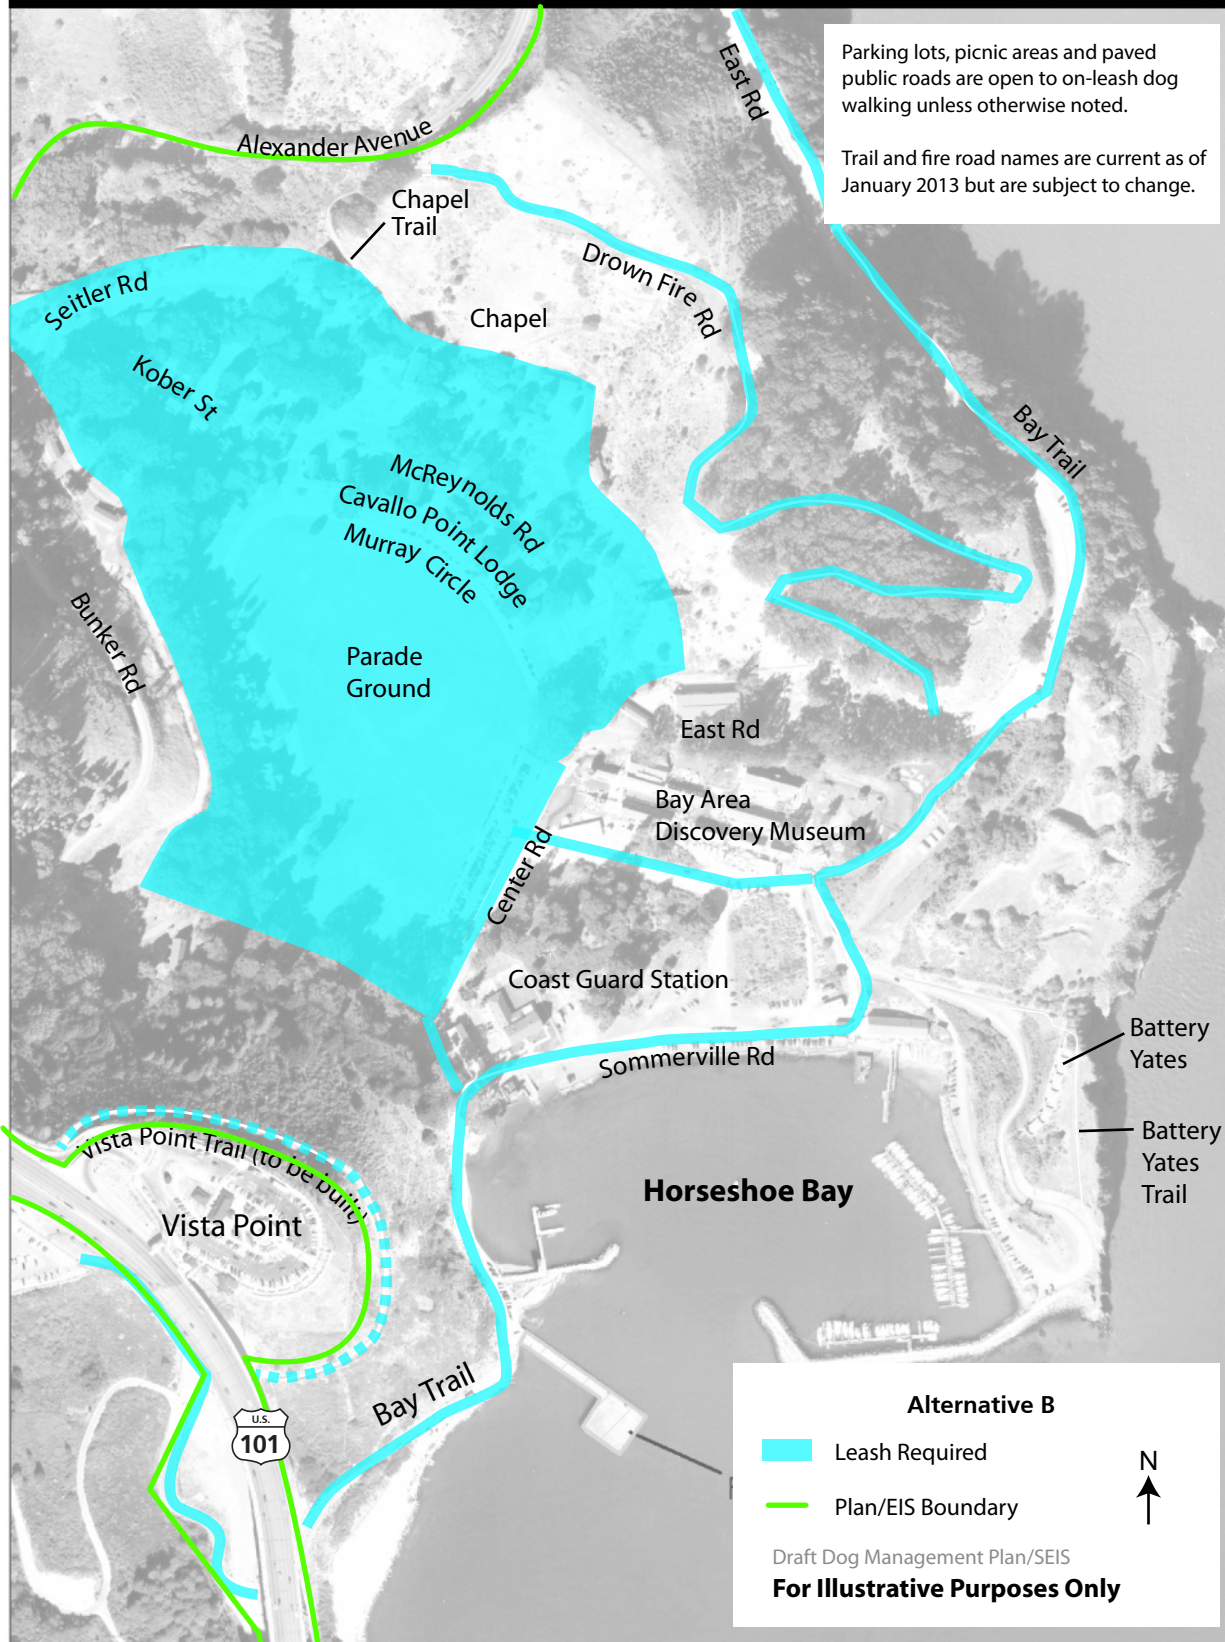 Parking lots, picnic areas and paved
public roads are open to on-leash dog
walking unless otherwise noted.
Trail and fire road names are current as of
January 2013 but are subject to change.
East Rd
Alexander Avenue
Chapel
Trail
Drown Fire Rd
Seitler Rd
Chapel
Kober St
Bay Trail
McReynolds Rd
Cavallo Point Lodge
Murray Circle
Bunker Rd
Parade
Ground
East Rd
Bay Area
Discovery Museum
Center Rd
Coast Guard Station
Sommerville Rd
Battery
Yates
Battery
Yates
Trail
Vista Point Trail (to be built)
Horseshoe Bay
Vista Point
Bay Trail
U.S.
101
Alternative B
Leash Required
N
Plan/EIS Boundary
Draft Dog Management Plan/SEIS
For Illustrative Purposes Only